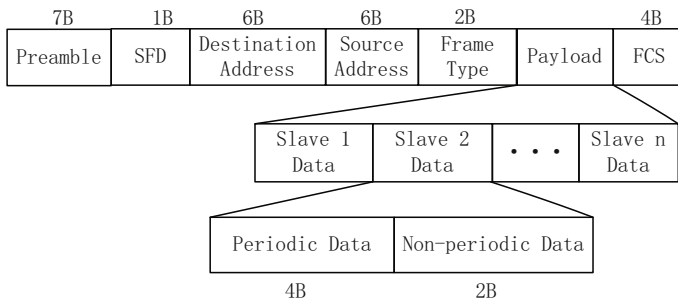 7B 1B 6B 6B 2B 4B
Preamble SFD Destination Address Source Address Frame Type Payload FCS
Slave 1 Data Slave 2 Data ··· Slave n Data
Periodic Data Non-periodic Data
4B 2B